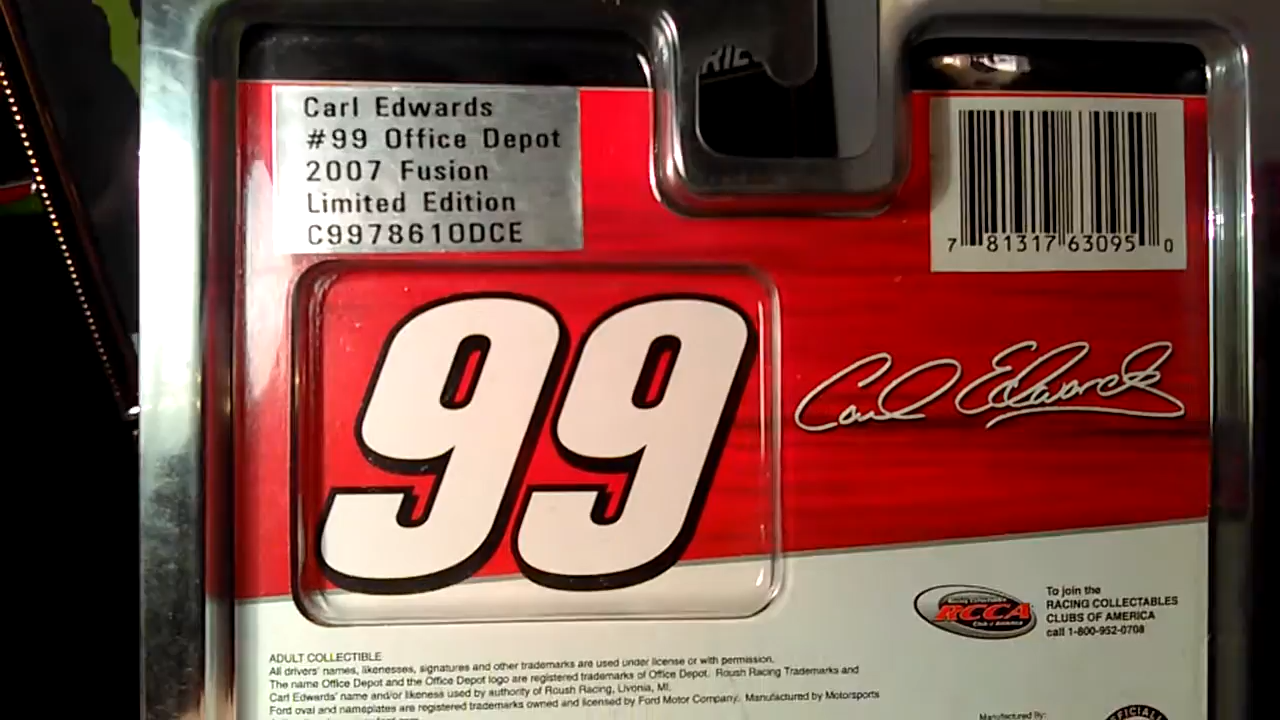 Carl Edwards
#99 Office Depot
2007 Fusion
Limited Edition
C9978610DCE
7 81317 63095 0
99
Carl Edwards
RCCA
To join the
RACING COLLECTABLES
CLUBS OF AMERICA
call 1-800-952-0708
ADULT COLLECTIBLE
All drivers' names, likenesses, signatures and other trademarks are used under license or with permission.
The name Office Depot and the Office Depot logo are registered trademarks of Office Depot. Roush Racing Trademarks and
Carl Edwards' name and/or likeness used by authority of Roush Racing, Livonia, MI.
Ford oval and nameplates are registered trademarks owned and licensed by Ford Motor Company. Manufactured by Motorsports
Manufactured By: